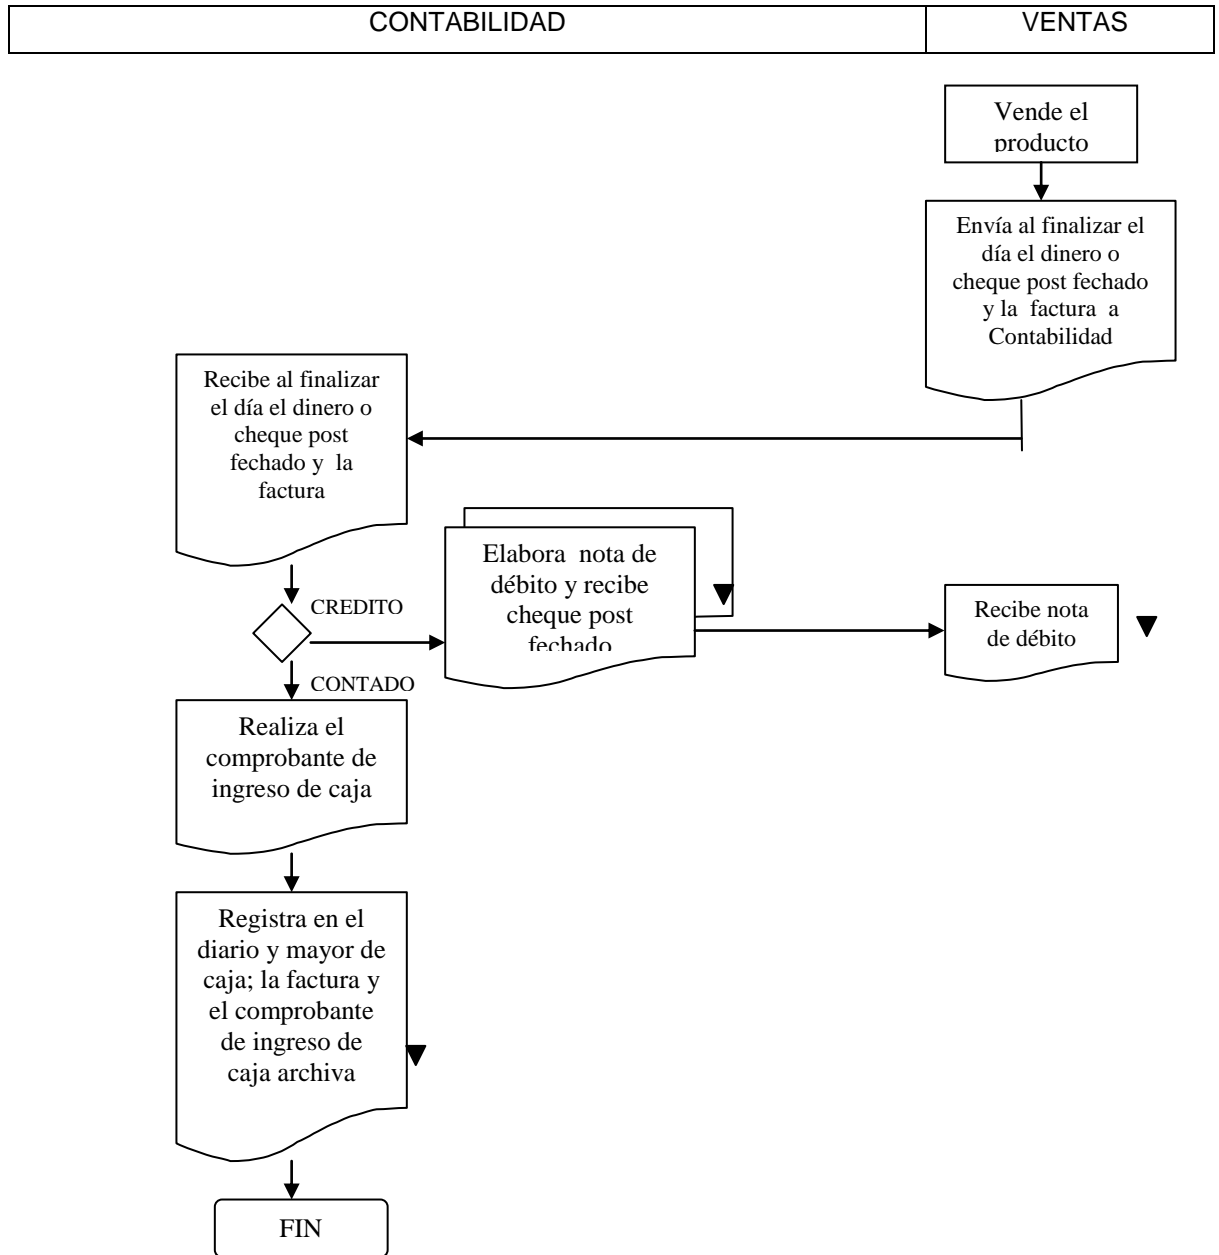 CONTABILIDAD
VENTAS
Vende el
producto
Envía al finalizar el
día el dinero o
cheque post fechado
y la factura a
Contabilidad
Recibe al finalizar
el día el dinero o
cheque post
fechado y la
factura
CREDITO
Elabora nota de
débito y recibe
cheque post
fechado
Recibe nota
de débito
CONTADO
Realiza el
comprobante de
ingreso de caja
Registra en el
diario y mayor de
caja; la factura y
el comprobante
de ingreso de
caja archiva
FIN